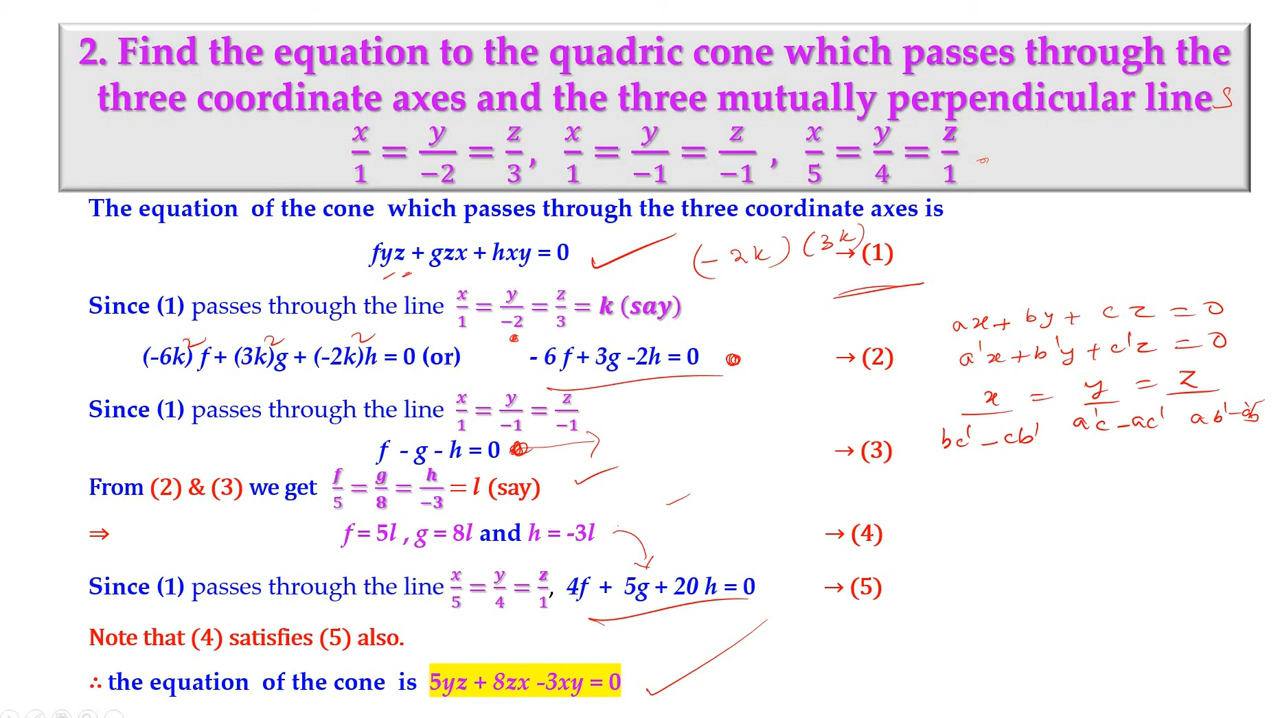 2. Find the equation to the quadric cone which passes through the
three coordinate axes and the three mutually perpendicular lines
x/1 = y/−2 = z/3, x/1 = y/−1 = z/−1, x/5 = y/4 = z/1
The equation of the cone which passes through the three coordinate axes is
fyz + gzx + hxy = 0 (−2k) (3k) → (1)
Since (1) passes through the line x/1 = y/−2 = z/3 = k (say)
(-6k)² f + (3k)²g + (-2k)²h = 0 (or) - 6 f + 3g -2h = 0 → (2)
ax + by + cz = 0
a'x + b'y + c'z = 0
x/bc' − cb' = y/a'c − ac' = z/ab' −
Since (1) passes through the line x/1 = y/−1 = z/−1
f - g - h = 0 → (3)
From (2) & (3) we get f/5 = g/8 = h/−3 = l (say)
⇒ f = 5l , g = 8l and h = -3l → (4)
Since (1) passes through the line x/5 = y/4 = z/1, 4f + 5g + 20 h = 0 → (5)
Note that (4) satisfies (5) also.
∴ the equation of the cone is 5yz + 8zx -3xy = 0